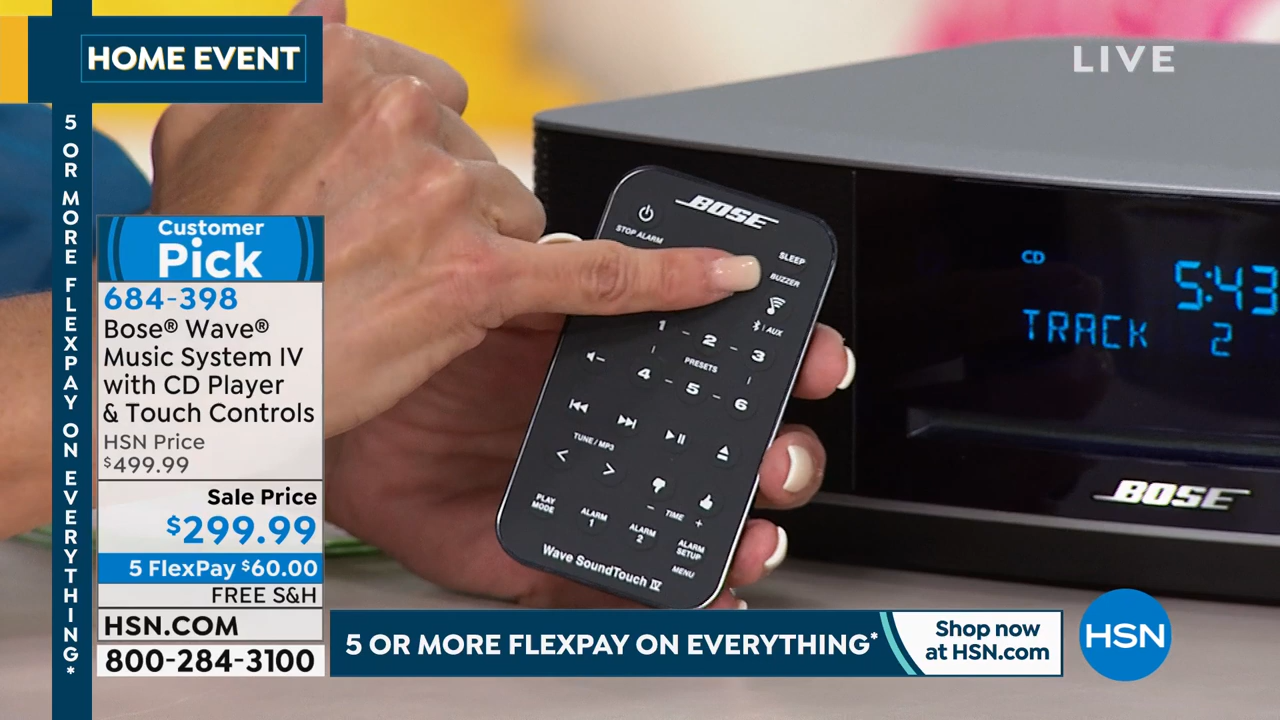 HOME EVENT
LIVE
5 OR MORE FLEXPAY ON EVERYTHING*
Customer
Pick
684-398
Bose® Wave®
Music System IV
with CD Player
& Touch Controls
HSN Price
$499.99
Sale Price
$299.99
5 FlexPay $60.00
FREE S&H
HSN.COM
800-284-3100
BOSE
STOP ALARM
SLEEP
BUZZER
AUX
1 - 2 - 3
PRESETS
4 - 5 - 6
TUNE / MP3
PLAY
MODE
ALARM
1
ALARM
2
- TIME +
ALARM
SETUP
MENU
Wave SoundTouch IV
CD
5:43
TRACK 2
BOSE
5 OR MORE FLEXPAY ON EVERYTHING*
Shop now
at HSN.com
HSN